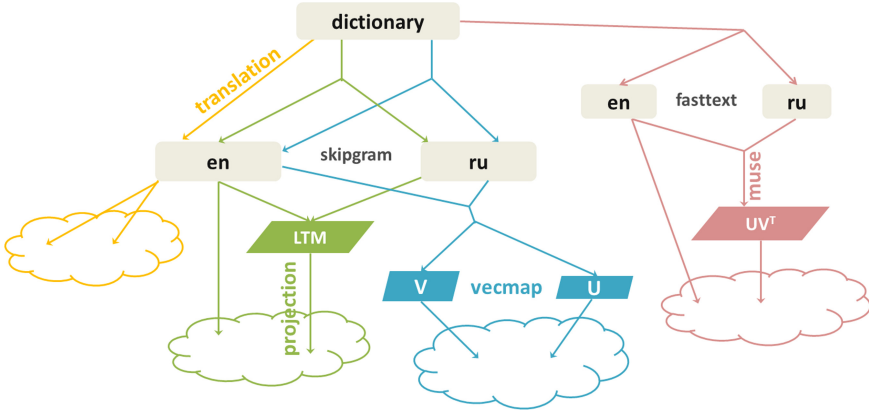 dictionary
translation
en fasttext ru
en skipgram ru
muse
LTM
UVᵀ
projection
V vecmap U